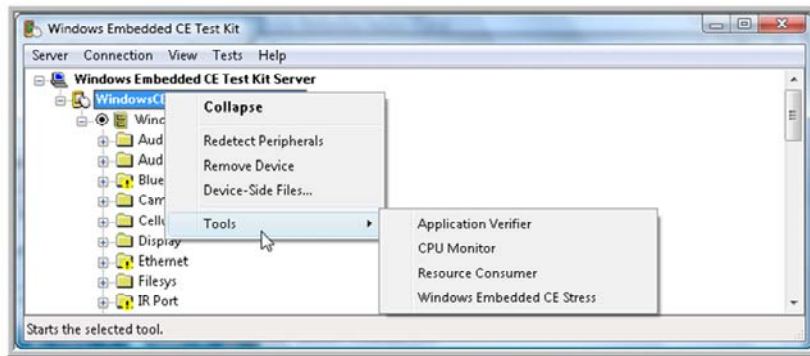 Windows Embedded CE Test Kit
Server Connection View Tests Help
Windows Embedded CE Test Kit Server
Collapse
Redetect Peripherals
Remove Device
Device-Side Files...
Tools
Application Verifier
CPU Monitor
Resource Consumer
Windows Embedded CE Stress
Display
Ethernet
Filesys
IR Port
Starts the selected tool.